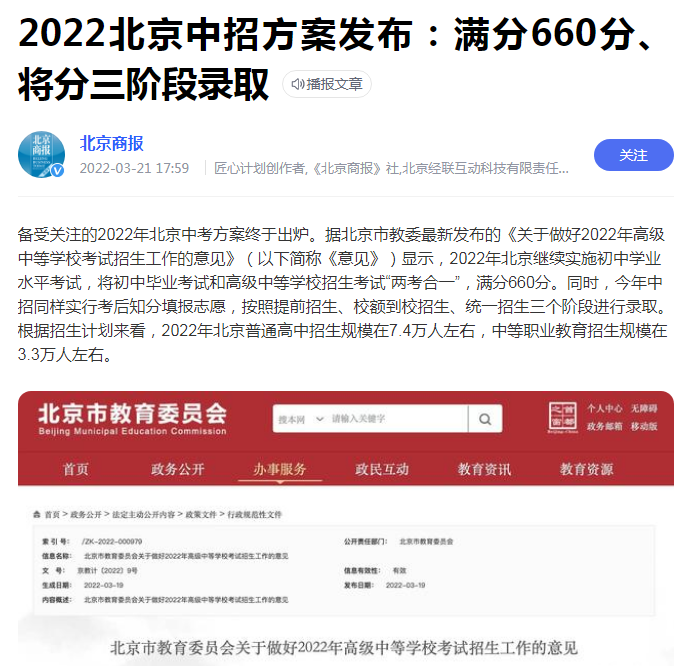 2022北京中招方案发布：满分660分、
将分三阶段录取
播报文章
北京商报
2022-03-21 17:59
匠心计划创作者,《北京商报》社,北京经联互动科技有限责任...
关注
备受关注的2022年北京中考方案终于出炉。据北京市教委最新发布的《关于做好2022年高级
中等学校考试招生工作的意见》（以下简称《意见》）显示，2022年北京继续实施初中学业
水平考试，将初中毕业考试和高级中等学校招生考试“两考合一”，满分660分。同时，今年中
招同样实行考后知分填报志愿，按照提前招生、校额到校招生、统一招生三个阶段进行录取。
根据招生计划来看，2022年北京普通高中招生规模在7.4万人左右，中等职业教育招生规模在
3.3万人左右。
北京市教育委员会
Beijing Municipal Education Commission
搜本网 请输入关键字
首都之窗
个人中心 无障碍
政务邮箱 移动版
首页 政务公开 办事服务 政民互动 教育资讯 教育资源
首页 > 政务公开 > 法定主动公开内容 > 政策文件 > 行政规范性文件
索 引 号： /ZK-2022-000979 公开责任部门： 北京市教育委员会
信息名称： 北京市教育委员会关于做好2022年高级中等学校考试招生工作的意见
文 号： 京教计〔2022〕9号 信息有效性： 有效
生成日期： 2022-03-19 发布日期： 2022-03-19
内容概述： 北京市教育委员会关于做好2022年高级中等学校考试招生工作的意见
北京市教育委员会关于做好2022年高级中等学校考试招生工作的意见